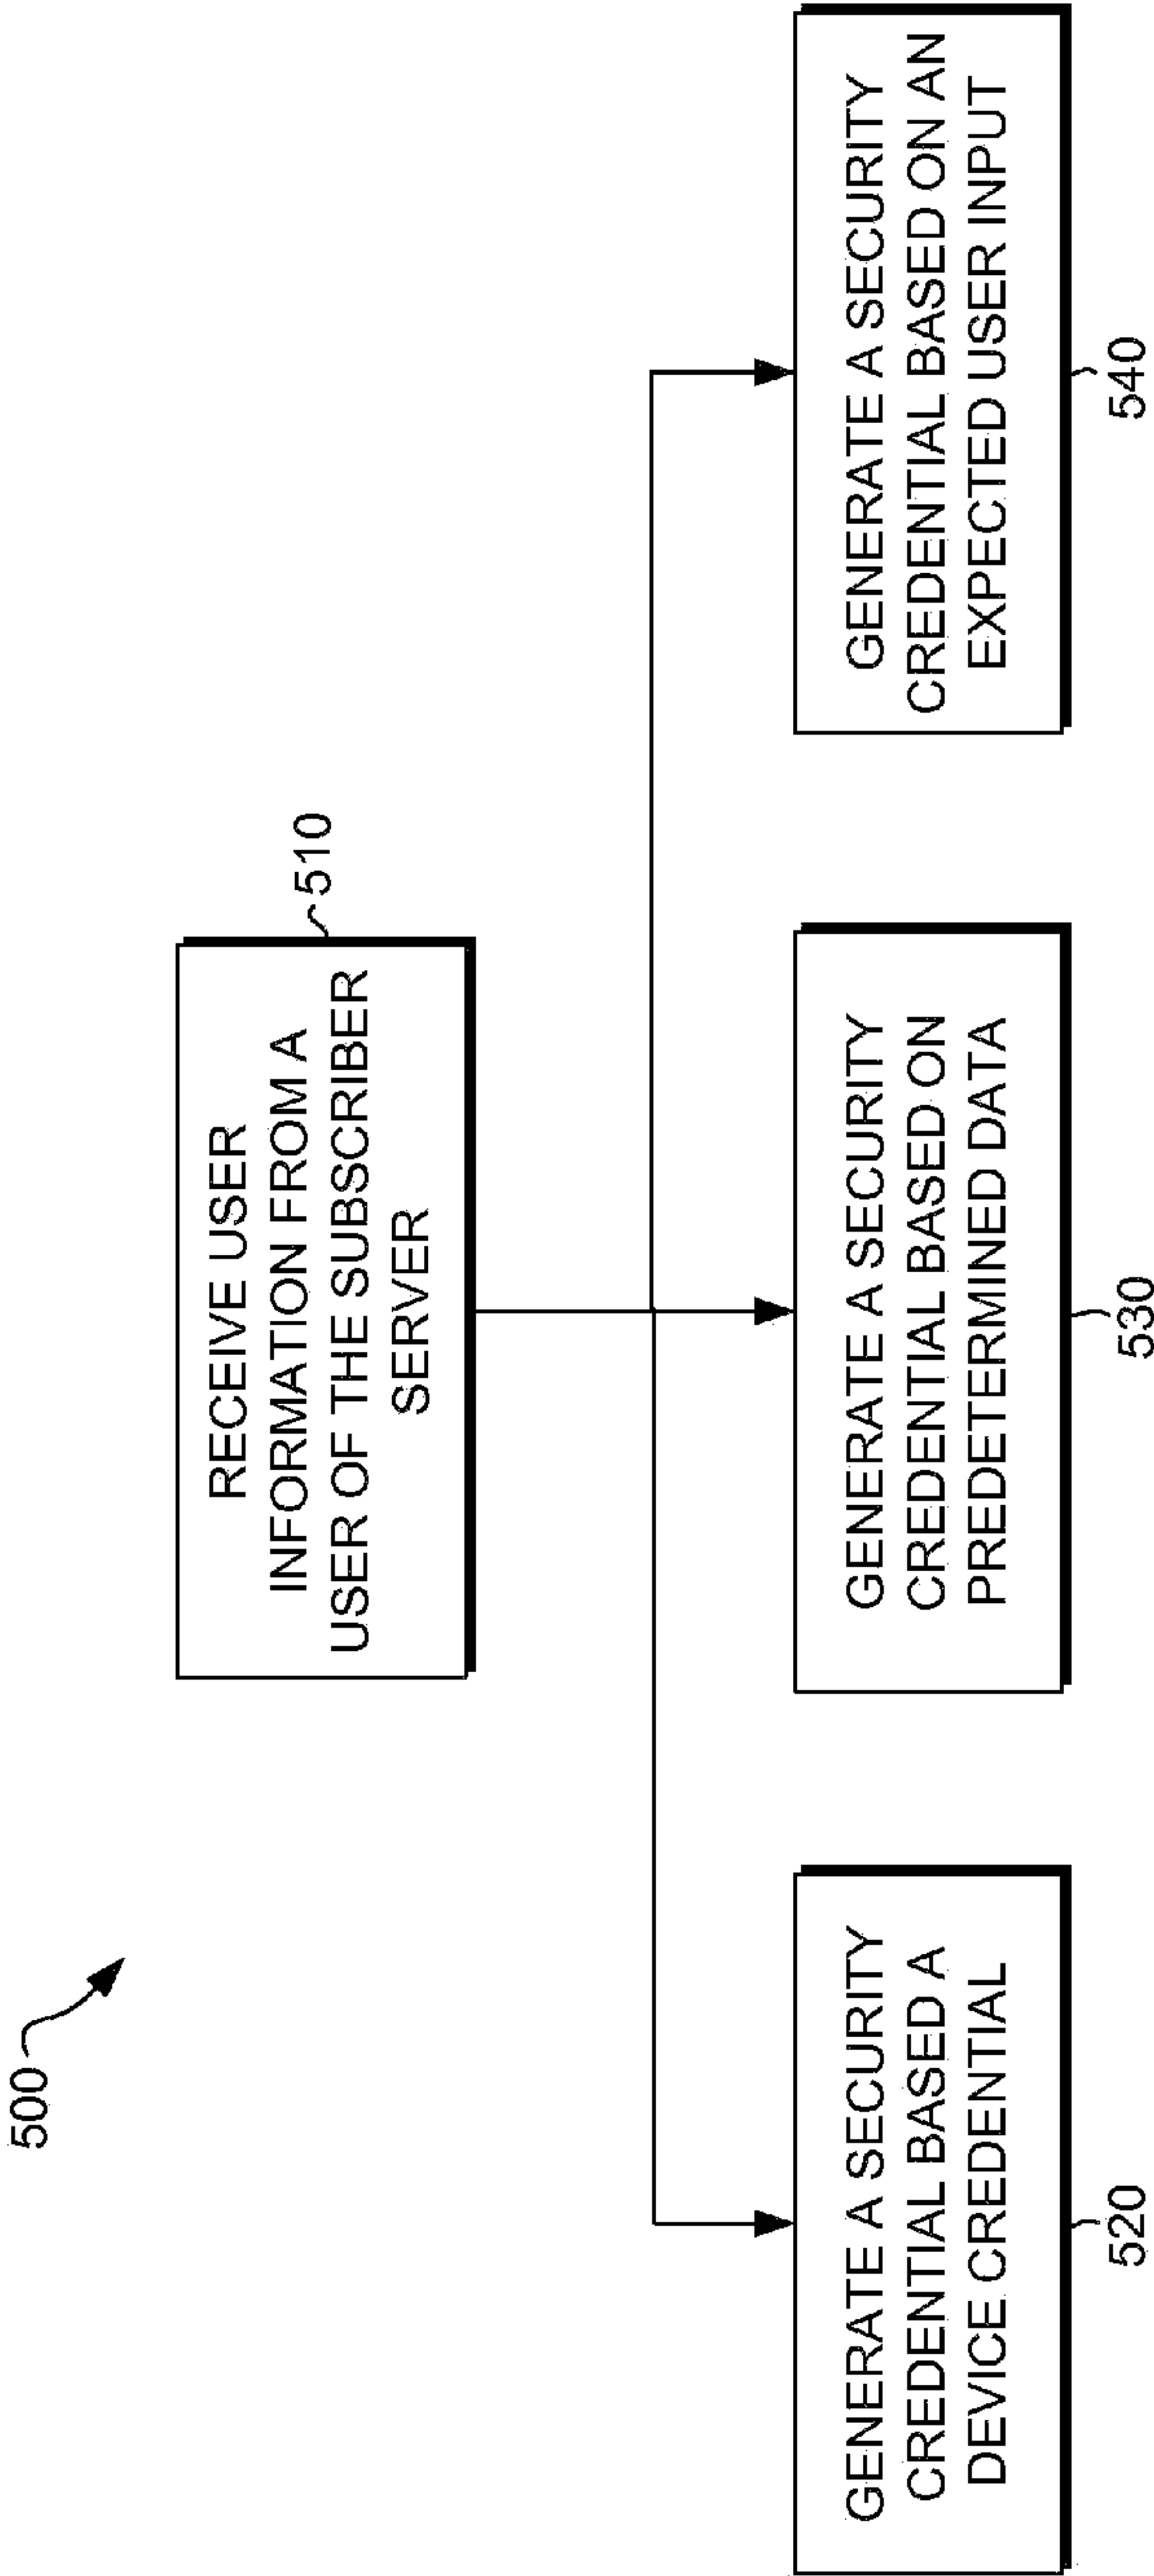 500
RECEIVE USER
INFORMATION FROM A
USER OF THE SUBSCRIBER
SERVER
510
GENERATE A SECURITY
CREDENTIAL BASED A
DEVICE CREDENTIAL
520
GENERATE A SECURITY
CREDENTIAL BASED ON
PREDETERMINED DATA
530
GENERATE A SECURITY
CREDENTIAL BASED ON AN
EXPECTED USER INPUT
540